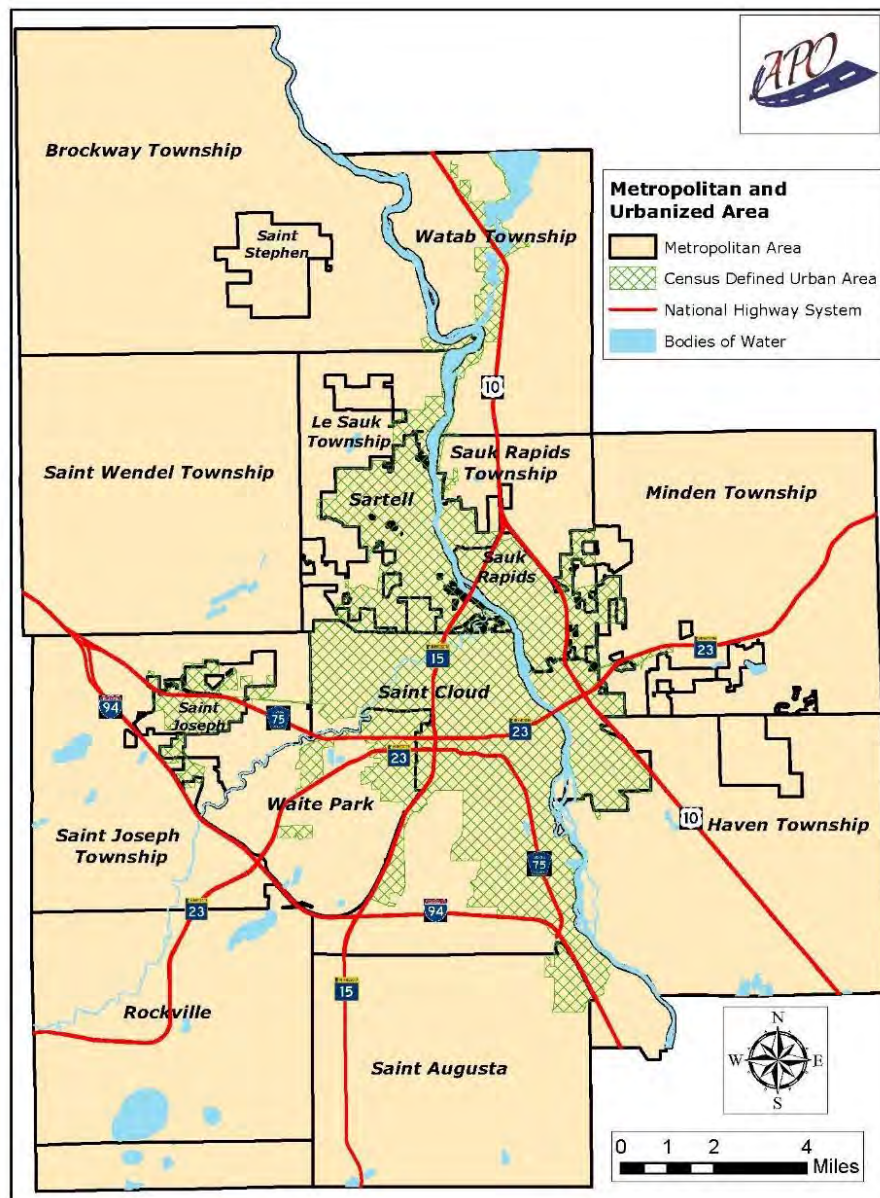 APO
Brockway Township
Saint
Stephen
Watab Township
Metropolitan and
Urbanized Area
Metropolitan Area
Census Defined Urban Area
National Highway System
Bodies of Water
10
Le Sauk
Township
Saint Wendel Township
Sauk Rapids
Township
Minden Township
Sartell
Sauk
Rapids
15
23
94
Saint
Joseph
75
Saint Cloud
23
23
Waite Park
Saint Joseph
Township
10
Haven Township
75
23
94
15
Rockville
Saint Augusta
N
W
E
S
0 1 2 4
Miles